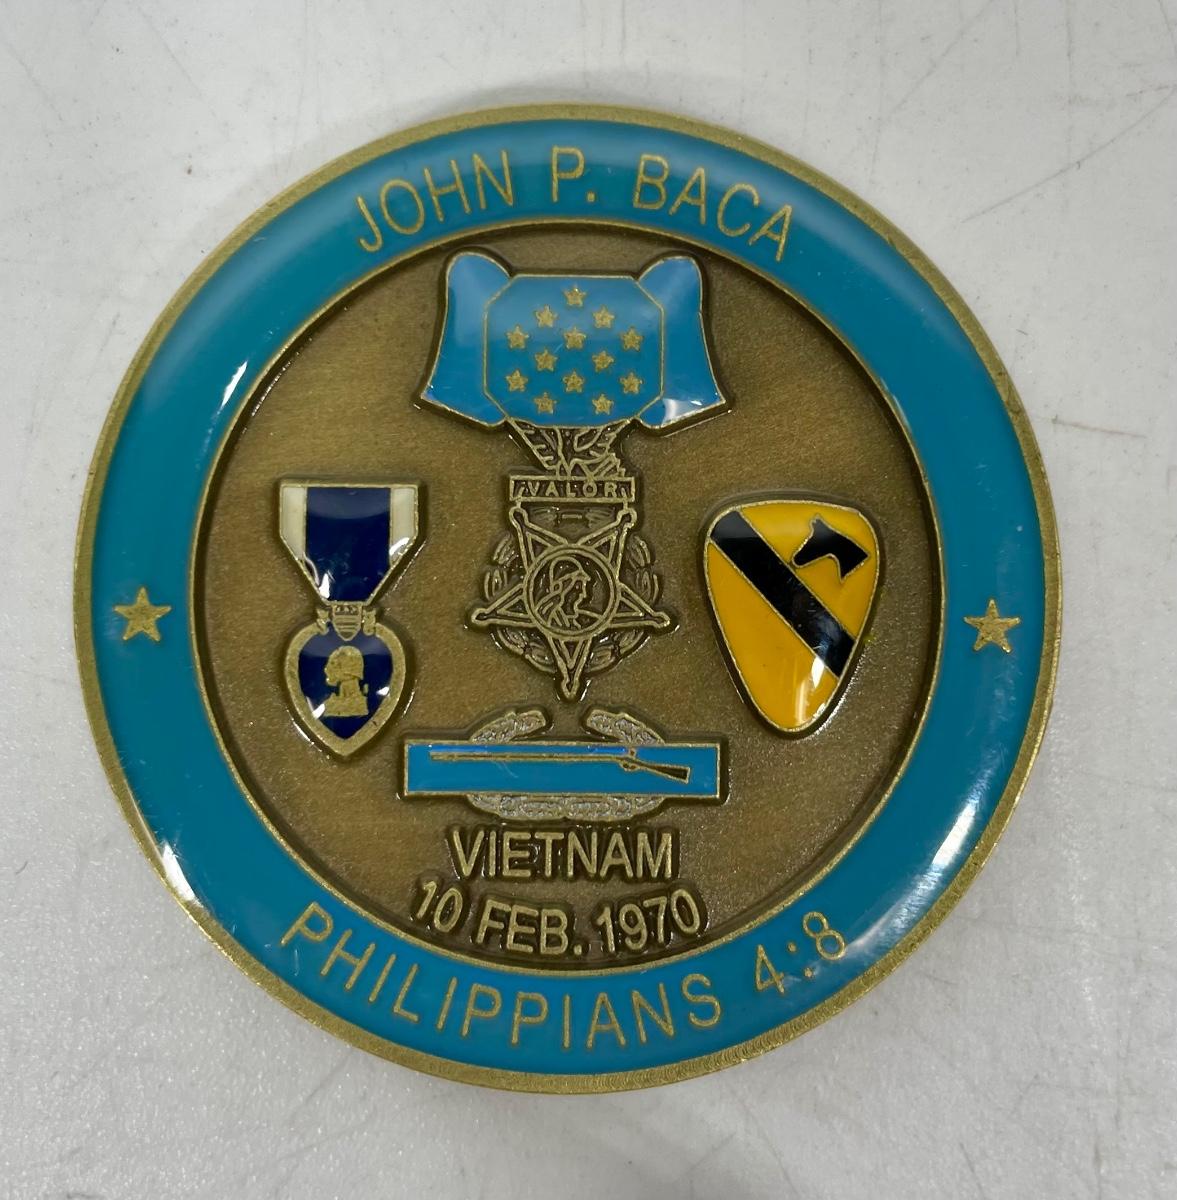 JOHN P. BACA
VALOR
VIETNAM
10 FEB. 1970
PHILIPPIANS 4:8